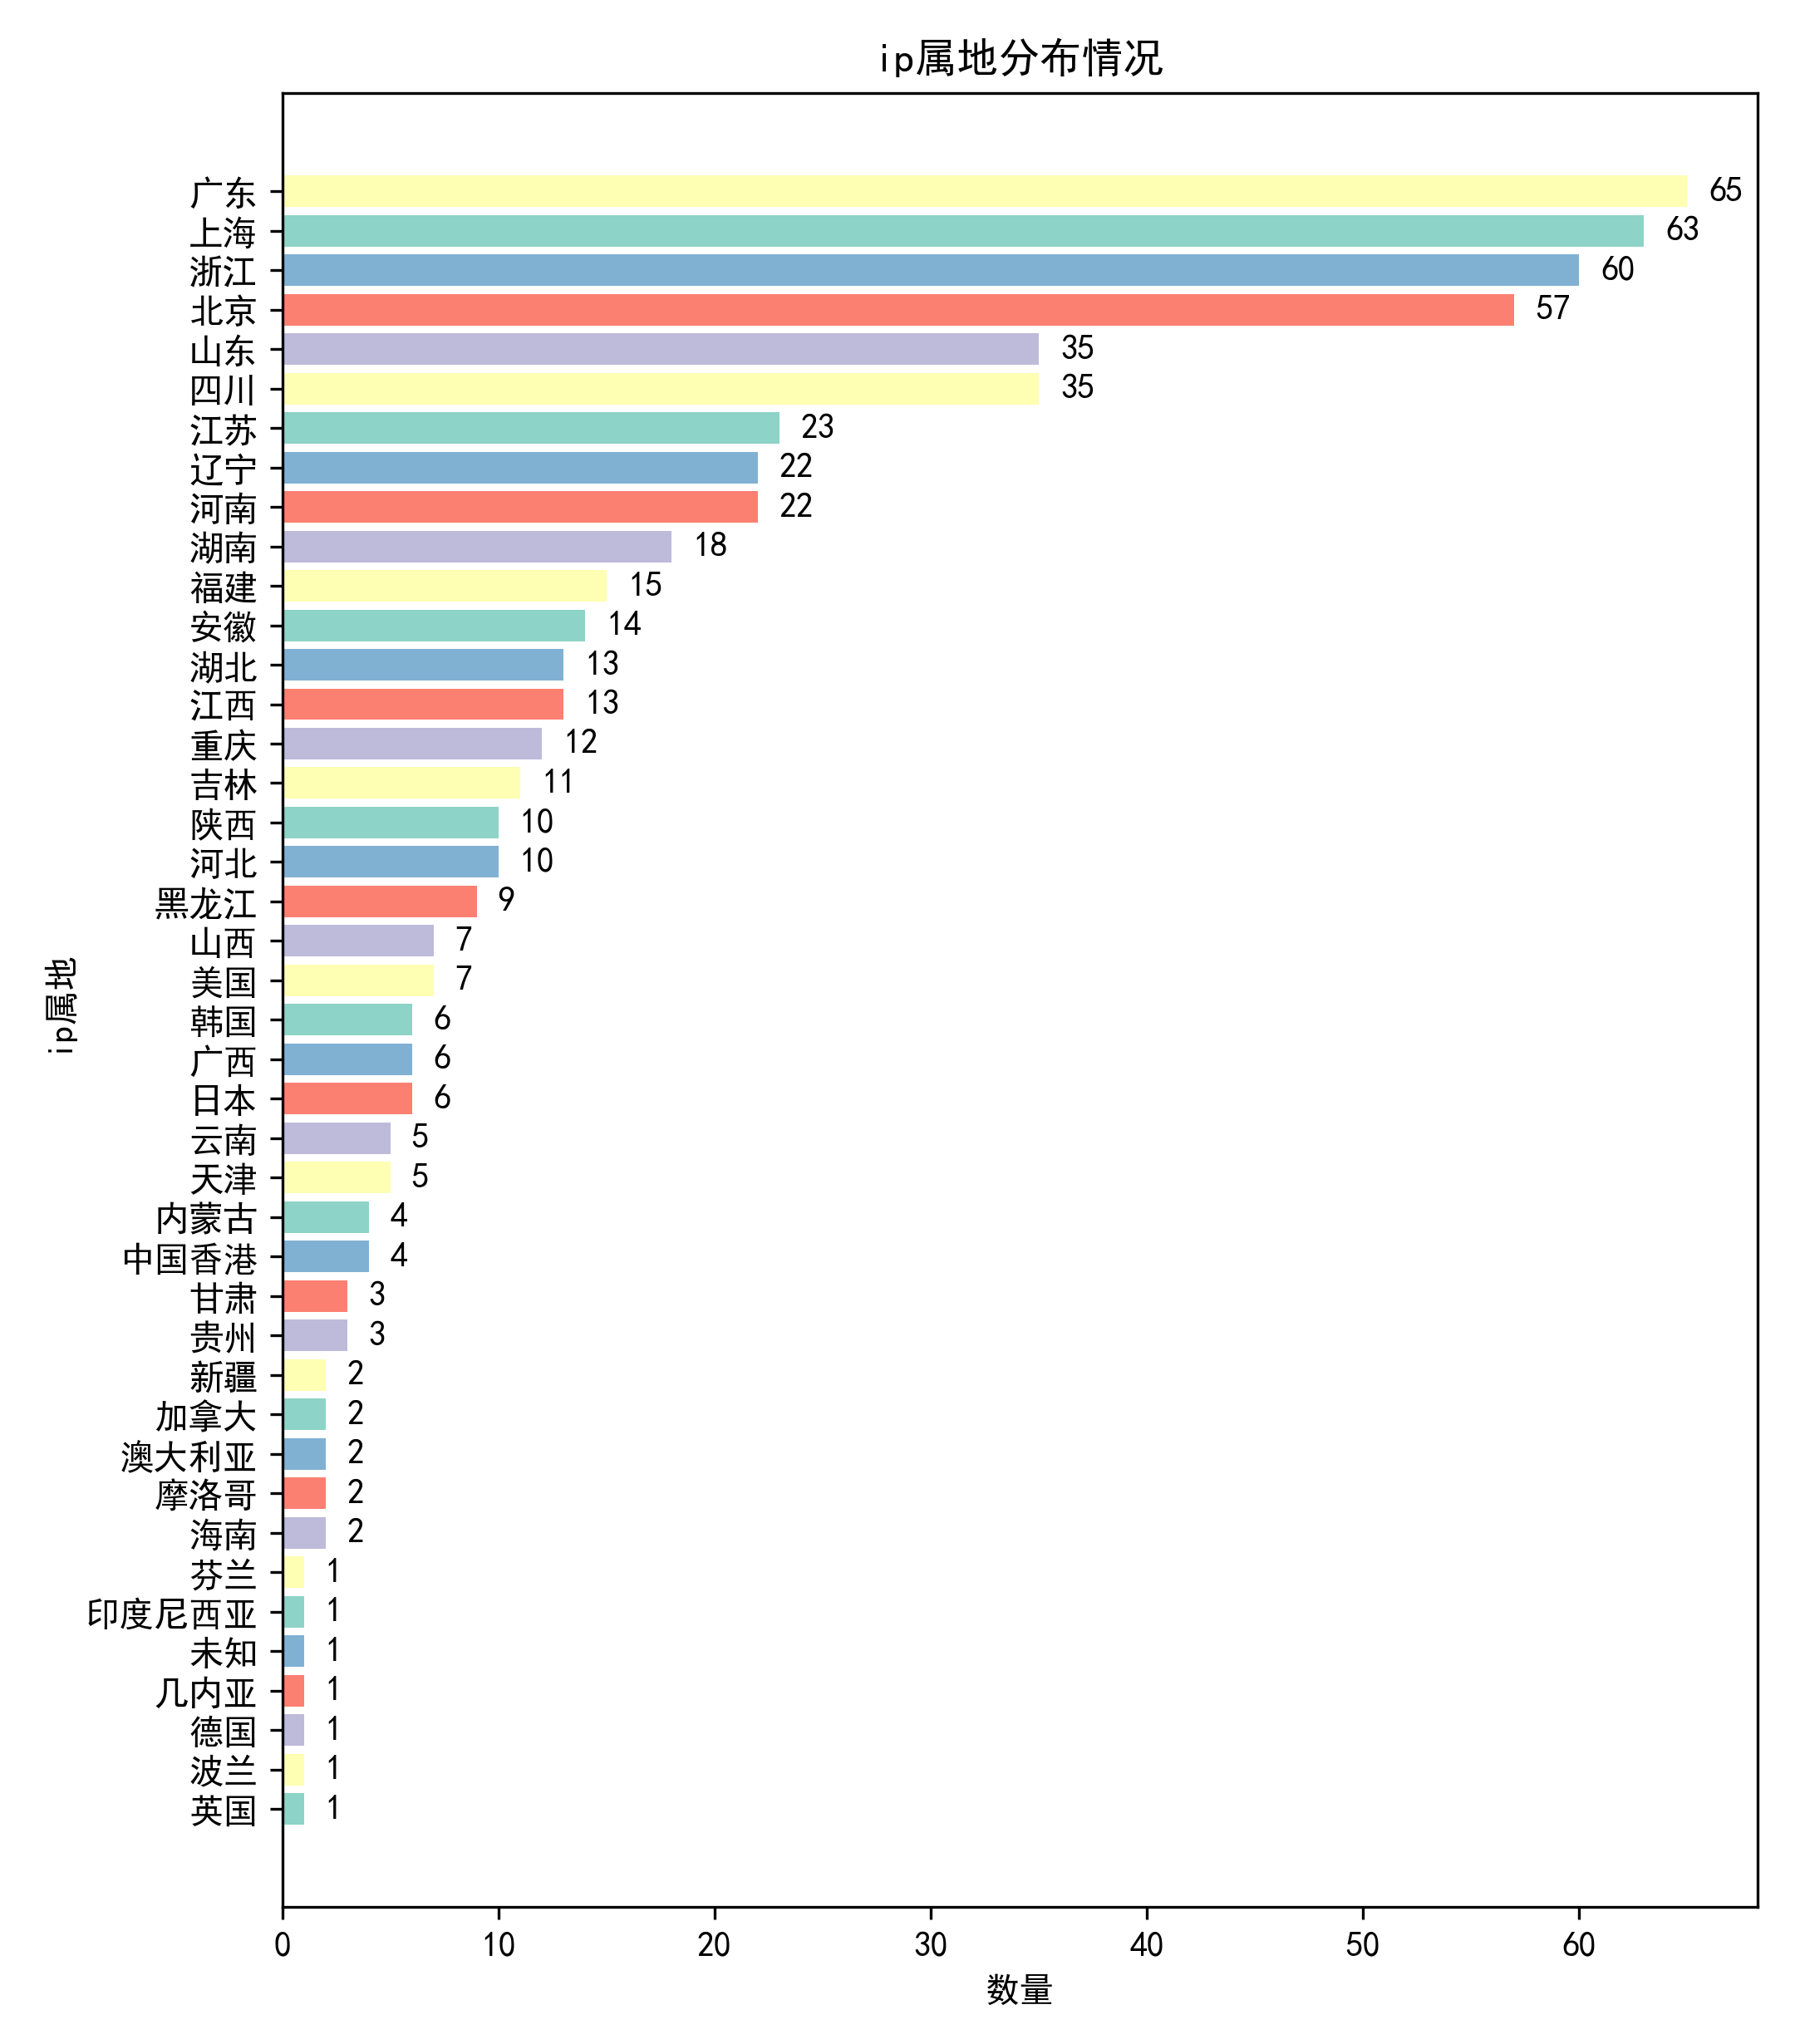 ip属地分布情况
ip属地
广东 65
上海 63
浙江 60
北京 57
山东 35
四川 35
江苏 23
辽宁 22
河南 22
湖南 18
福建 15
安徽 14
湖北 13
江西 13
重庆 12
吉林 11
陕西 10
河北 10
黑龙江 9
山西 7
美国 7
韩国 6
广西 6
日本 6
云南 5
天津 5
内蒙古 4
中国香港 4
甘肃 3
贵州 3
新疆 2
加拿大 2
澳大利亚 2
摩洛哥 2
海南 2
芬兰 1
印度尼西亚 1
未知 1
几内亚 1
德国 1
波兰 1
英国 1
0 10 20 30 40 50 60
数量